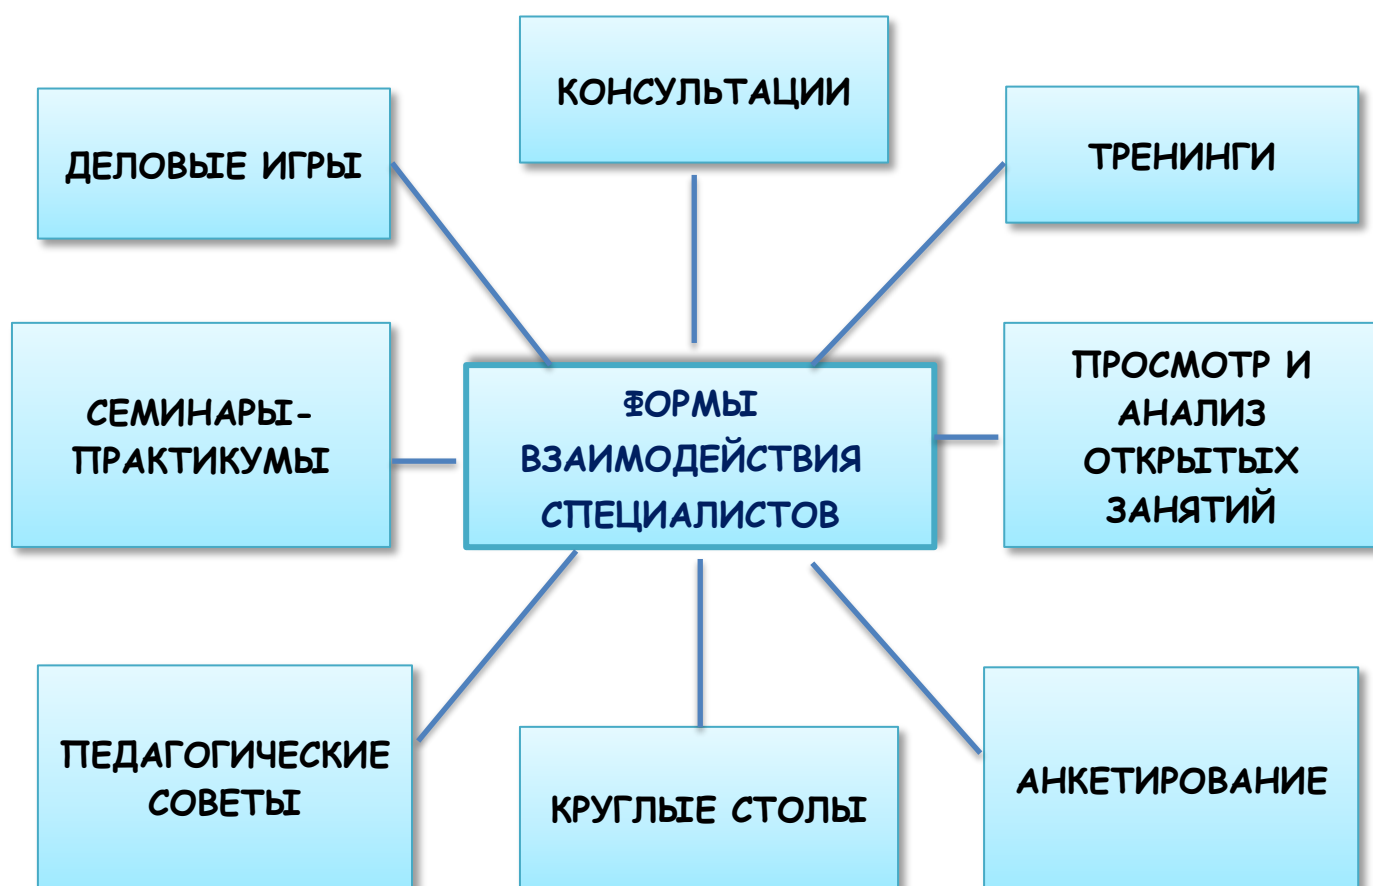 КОНСУЛЬТАЦИИ
ДЕЛОВЫЕ ИГРЫ
ТРЕНИНГИ
СЕМИНАРЫ-
ПРАКТИКУМЫ
ФОРМЫ
ВЗАИМОДЕЙСТВИЯ
СПЕЦИАЛИСТОВ
ПРОСМОТР И
АНАЛИЗ
ОТКРЫТЫХ
ЗАНЯТИЙ
ПЕДАГОГИЧЕСКИЕ
СОВЕТЫ
КРУГЛЫЕ СТОЛЫ
АНКЕТИРОВАНИЕ